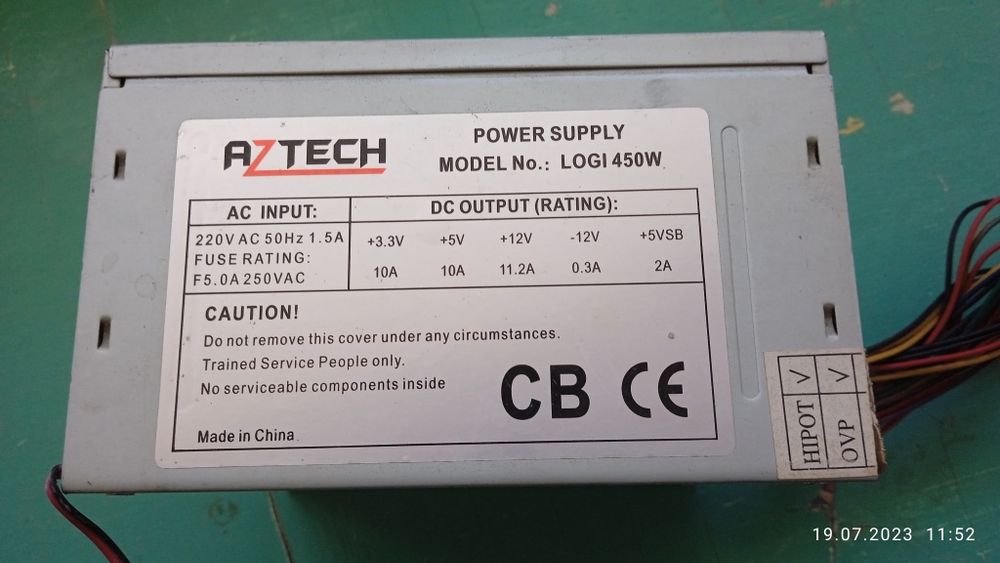 AZTECH
POWER SUPPLY
MODEL No.: LOGI 450W
AC INPUT:
DC OUTPUT (RATING):
220V AC 50Hz 1.5A
FUSE RATING:
F5.0A 250VAC
+3.3V +5V +12V -12V +5VSB
10A 10A 11.2A 0.3A 2A
CAUTION!
Do not remove this cover under any circumstances.
Trained Service People only.
No serviceable components inside
CB CE
Made in China
HIPOT √
OVP √
19.07.2023 11:52